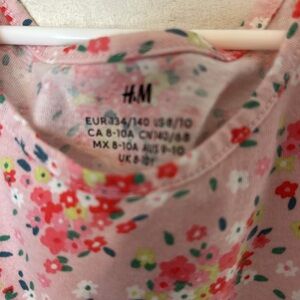 H&M
EUR 134/140 US 8/10
CA 8-10A CN 140/68
MX 8-10A AUS 9-10
UK 8-10Y